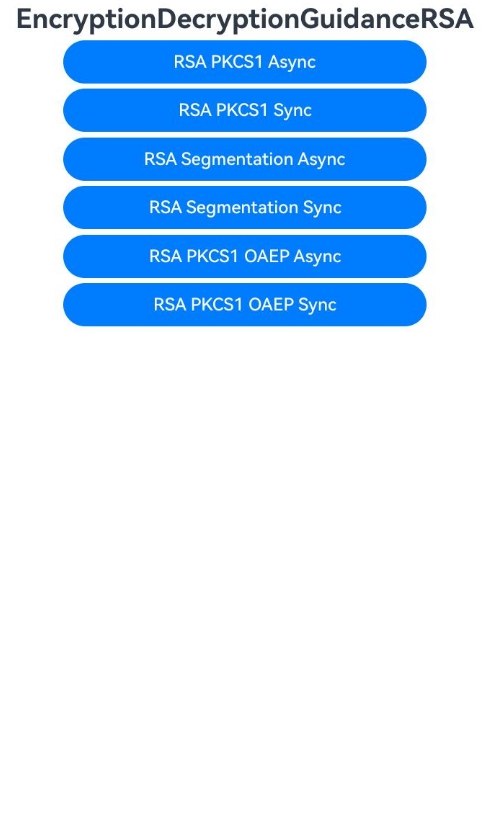 EncryptionDecryptionGuidanceRSA
RSA PKCS1 Async
RSA PKCS1 Sync
RSA Segmentation Async
RSA Segmentation Sync
RSA PKCS1 OAEP Async
RSA PKCS1 OAEP Sync